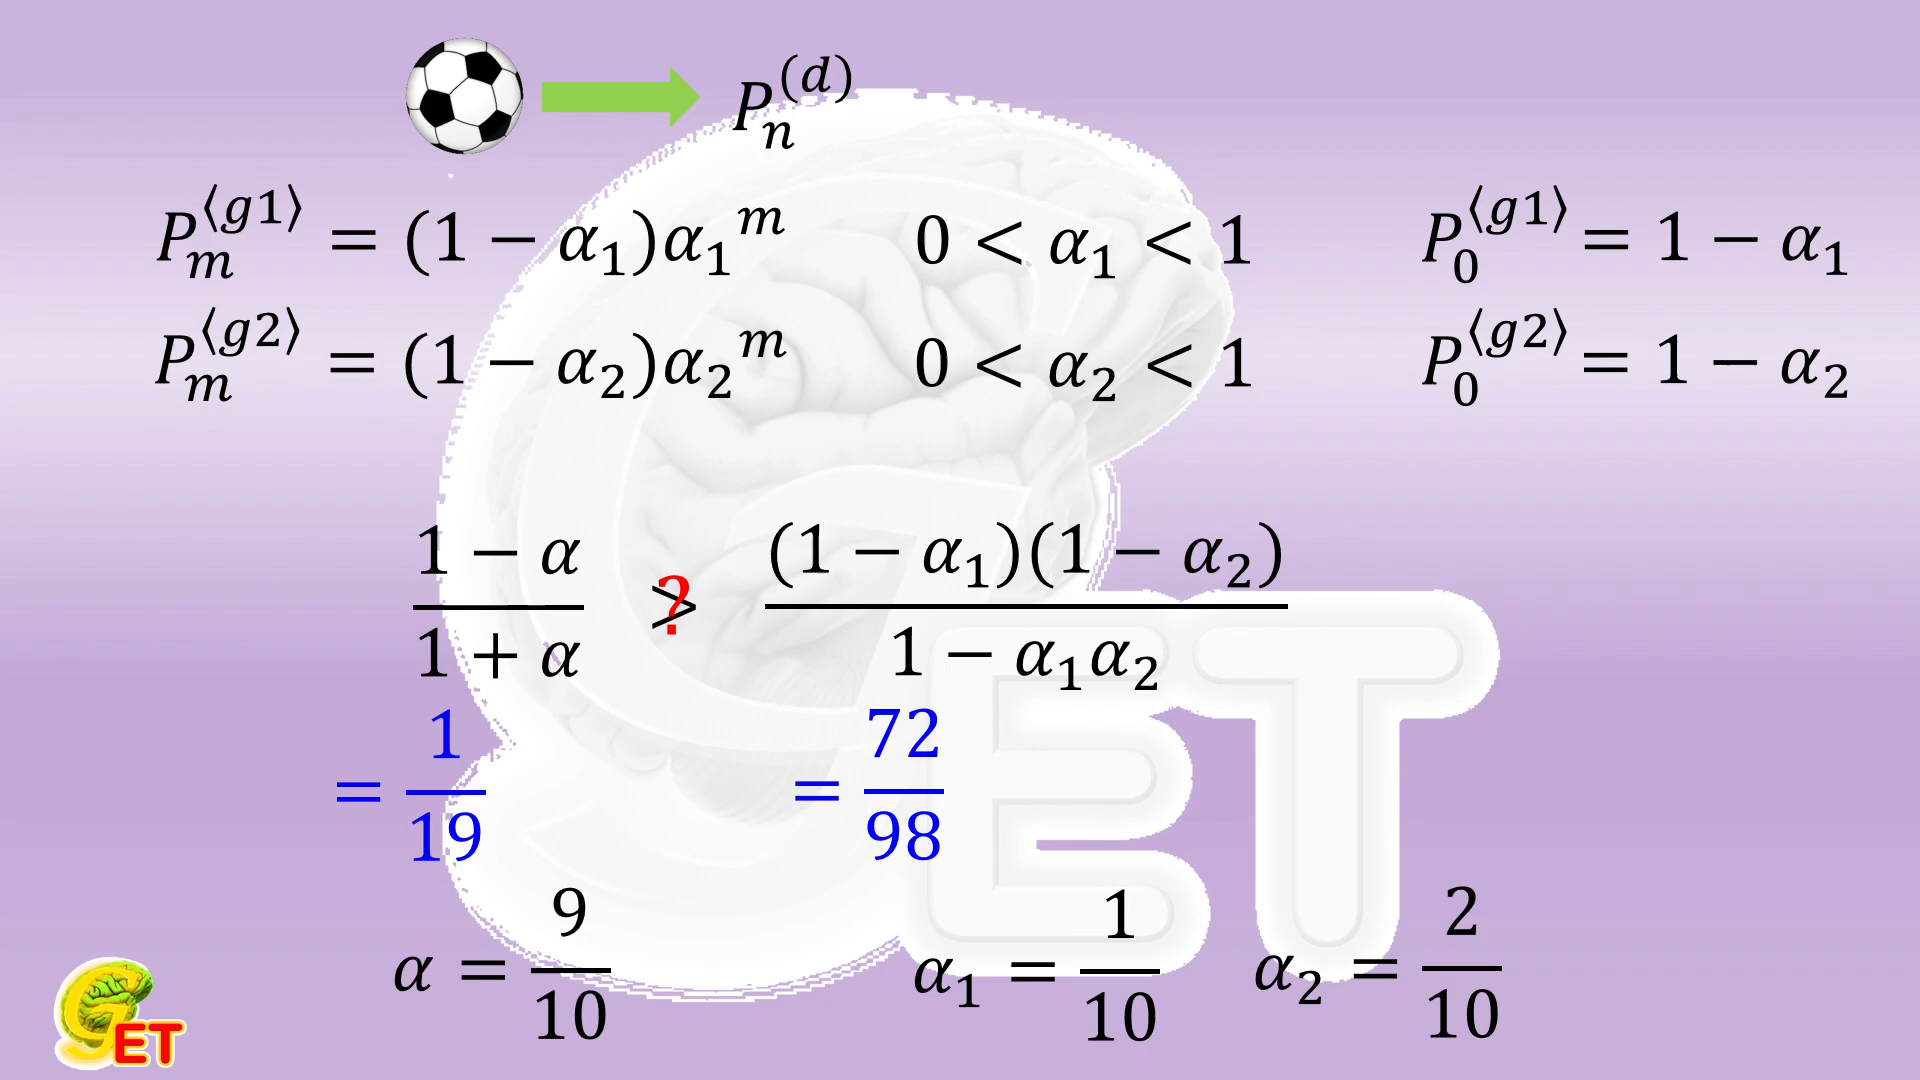 P_n^{(d)}
P_m^{⟨g1⟩} = (1 − α₁)α₁^m 0 < α₁ < 1 P_0^{⟨g1⟩} = 1 − α₁
P_m^{⟨g2⟩} = (1 − α₂)α₂^m 0 < α₂ < 1 P_0^{⟨g2⟩} = 1 − α₂
1 − α (1 − α₁)(1 − α₂)
> ?
1 + α 1 − α₁α₂
= 1/19 = 72/98
α = 9/10 α₁ = 1/10 α₂ = 2/10
GET
GET